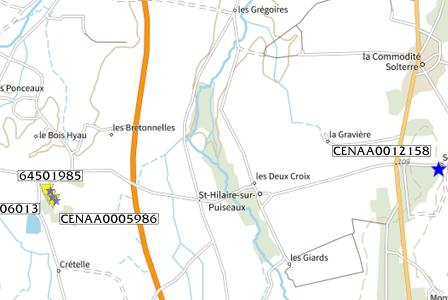 les Grégoires
la Commodité
Solterre
s Ponceaux
les Bretonnelles
le Bois Hyau
la Gravière
CENAA0012158
109
64501985
les Deux Croix
St-Hilaire-sur-
Puiseaux
06013
CENAA0005986
Crételle
les Giards